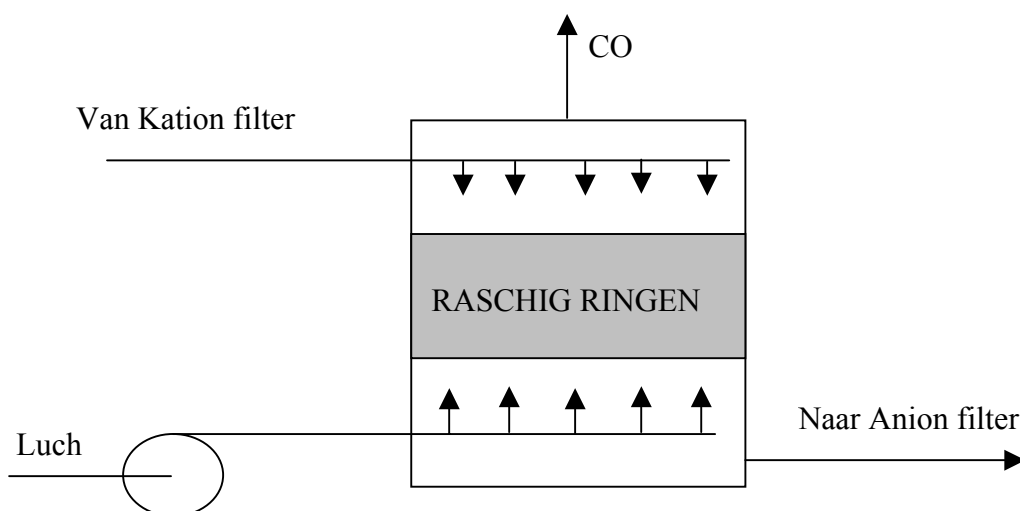 CO
Van Kation filter
RASCHIG RINGEN
Naar Anion filter
Luch